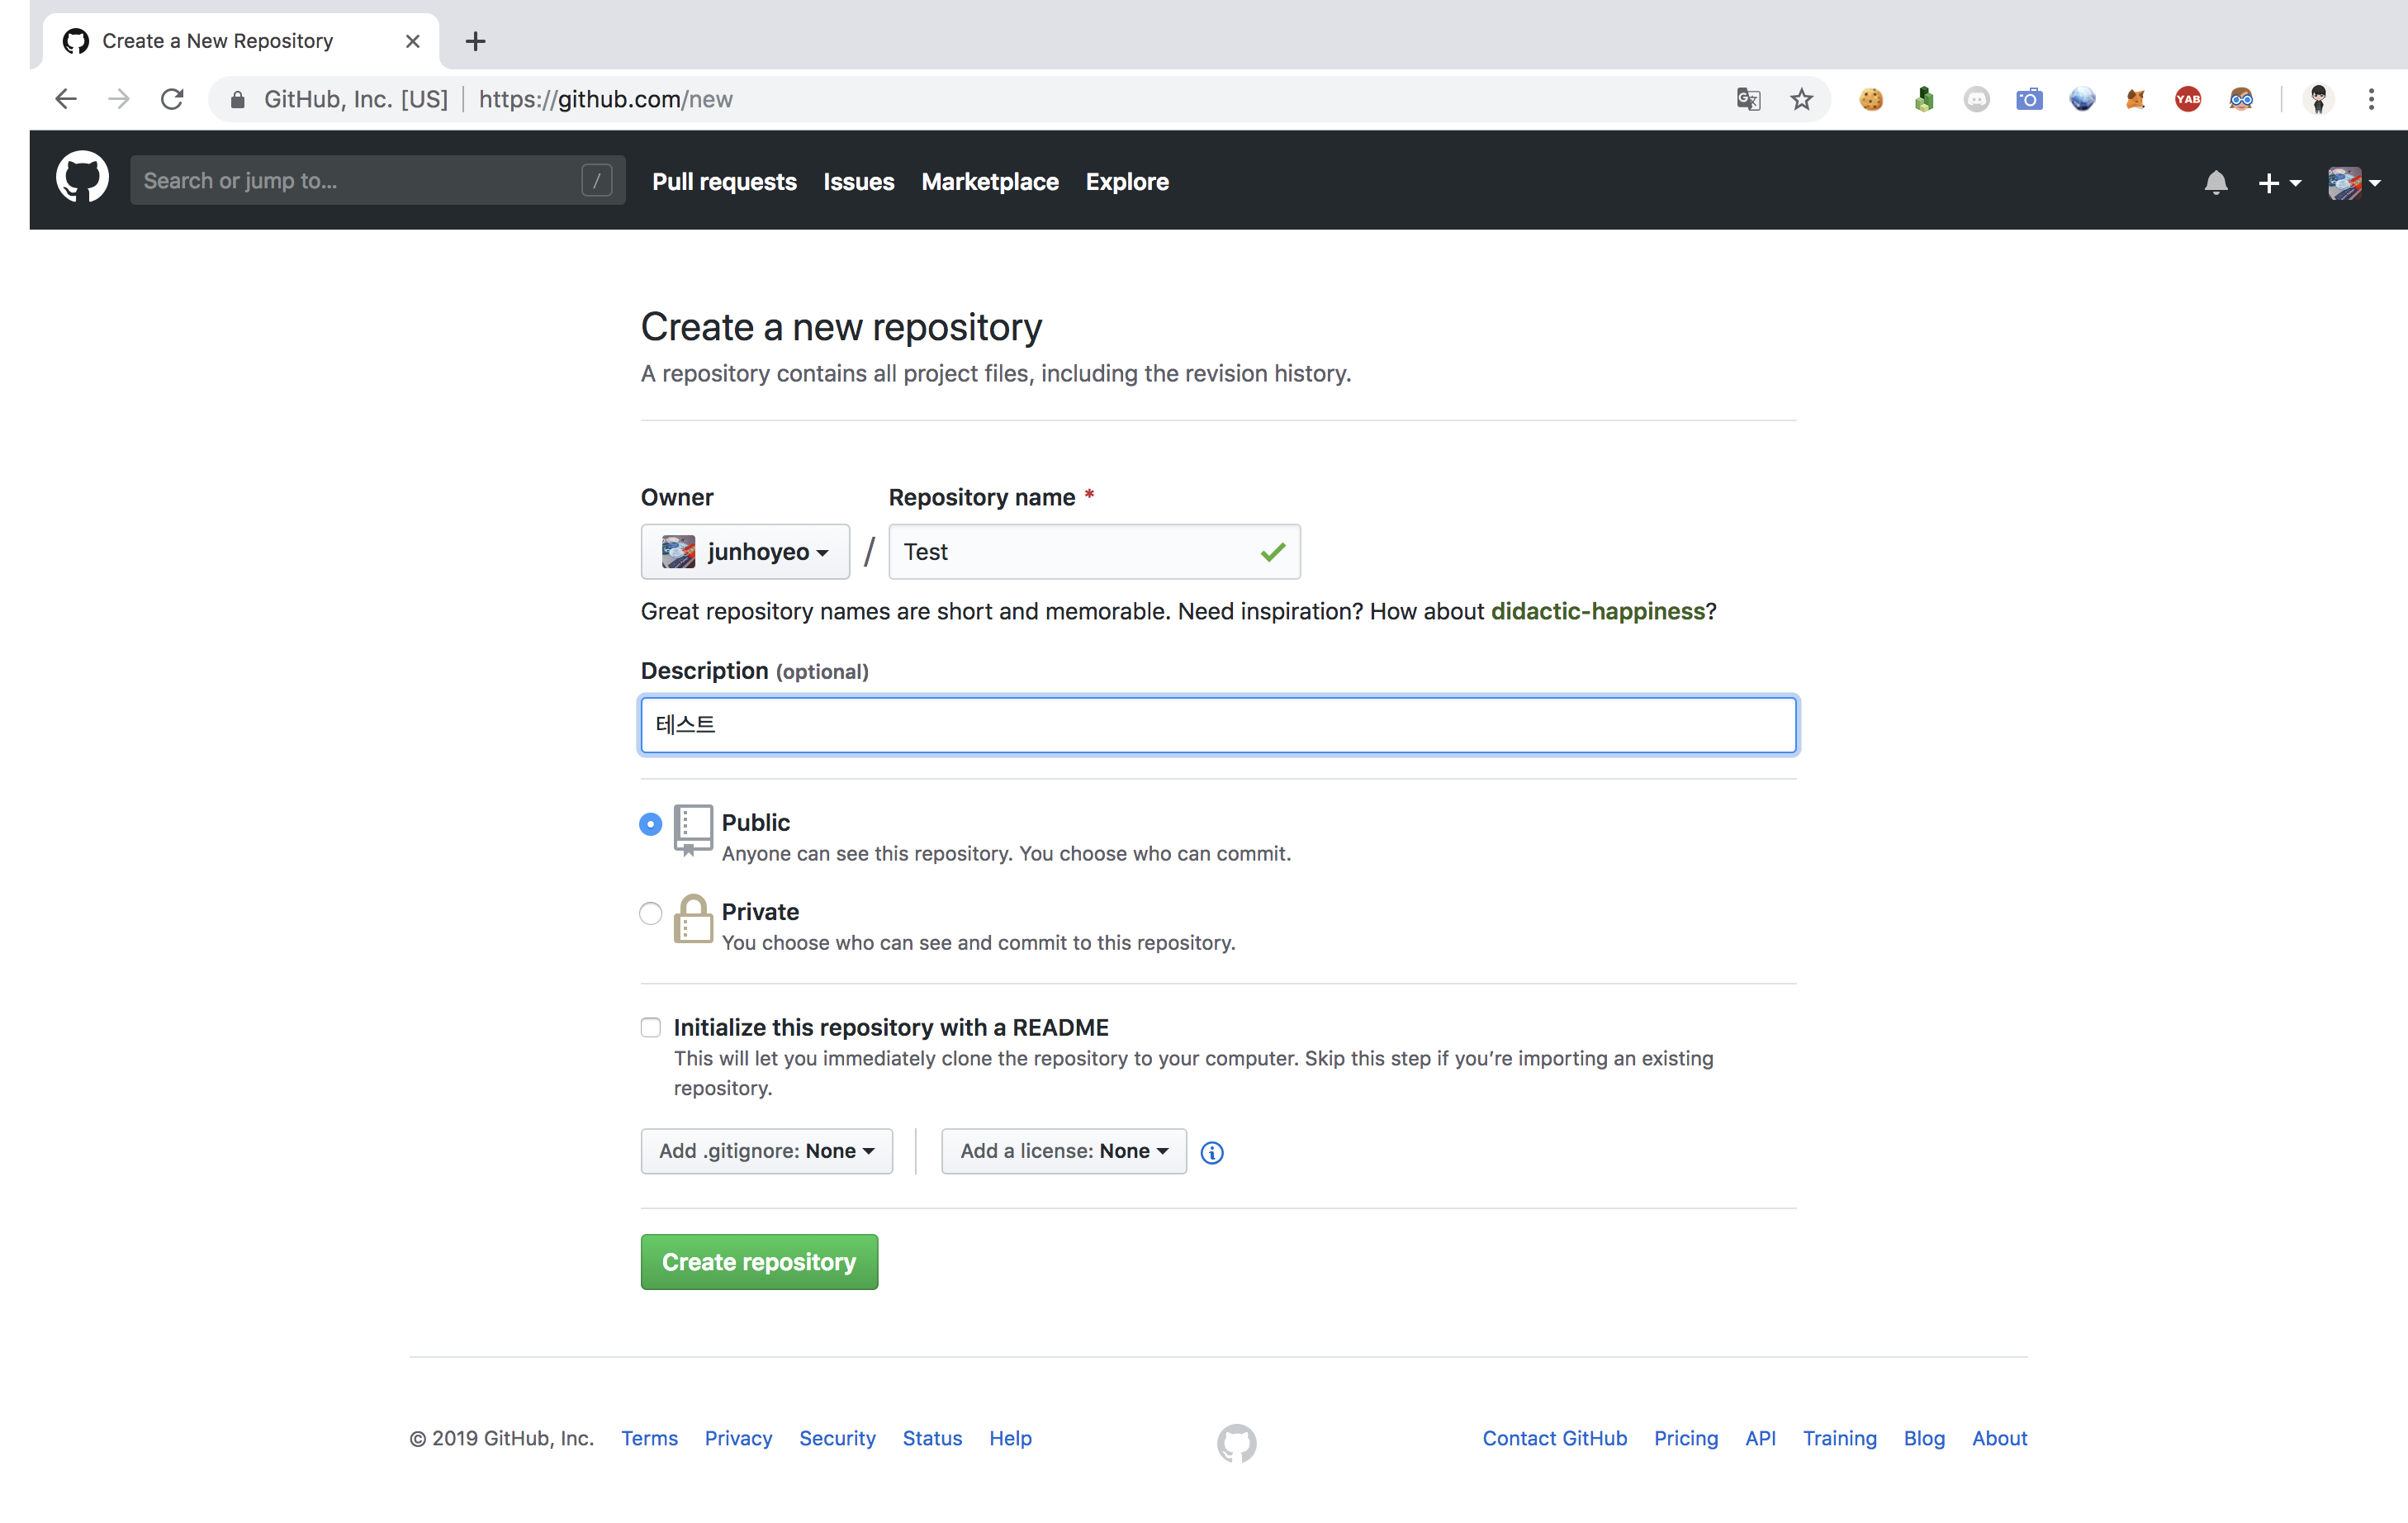 Create a New Repository
GitHub, Inc. [US] | https://github.com/new
YAB
Search or jump to... /
Pull requests Issues Marketplace Explore
Create a new repository
A repository contains all project files, including the revision history.
Owner Repository name *
junhoyeo / Test
Great repository names are short and memorable. Need inspiration? How about didactic-happiness?
Description (optional)
테스트
Public
Anyone can see this repository. You choose who can commit.
Private
You choose who can see and commit to this repository.
Initialize this repository with a README
This will let you immediately clone the repository to your computer. Skip this step if you’re importing an existing
repository.
Add .gitignore: None Add a license: None
Create repository
© 2019 GitHub, Inc. Terms Privacy Security Status Help Contact GitHub Pricing API Training Blog About